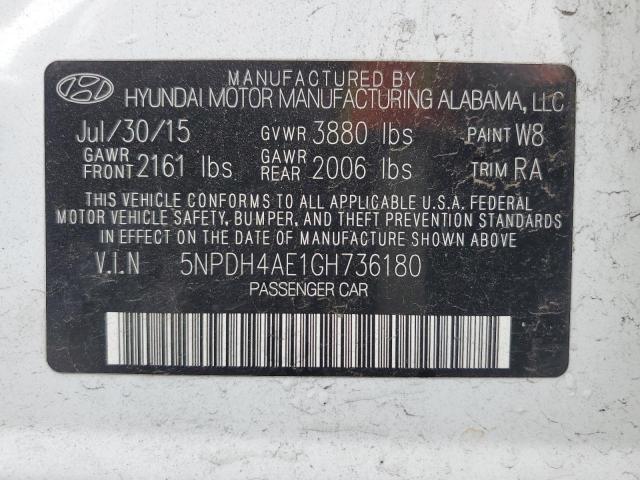 MANUFACTURED BY
HYUNDAI MOTOR MANUFACTURING ALABAMA, LLC
Jul/30/15 GVWR 3880 lbs PAINT W8
GAWR FRONT 2161 lbs GAWR REAR 2006 lbs TRIM RA
THIS VEHICLE CONFORMS TO ALL APPLICABLE U.S.A. FEDERAL
MOTOR VEHICLE SAFETY, BUMPER, AND THEFT PREVENTION STANDARDS
IN EFFECT ON THE DATE OF MANUFACTURE SHOWN ABOVE
V.I.N 5NPDH4AE1GH736180
PASSENGER CAR